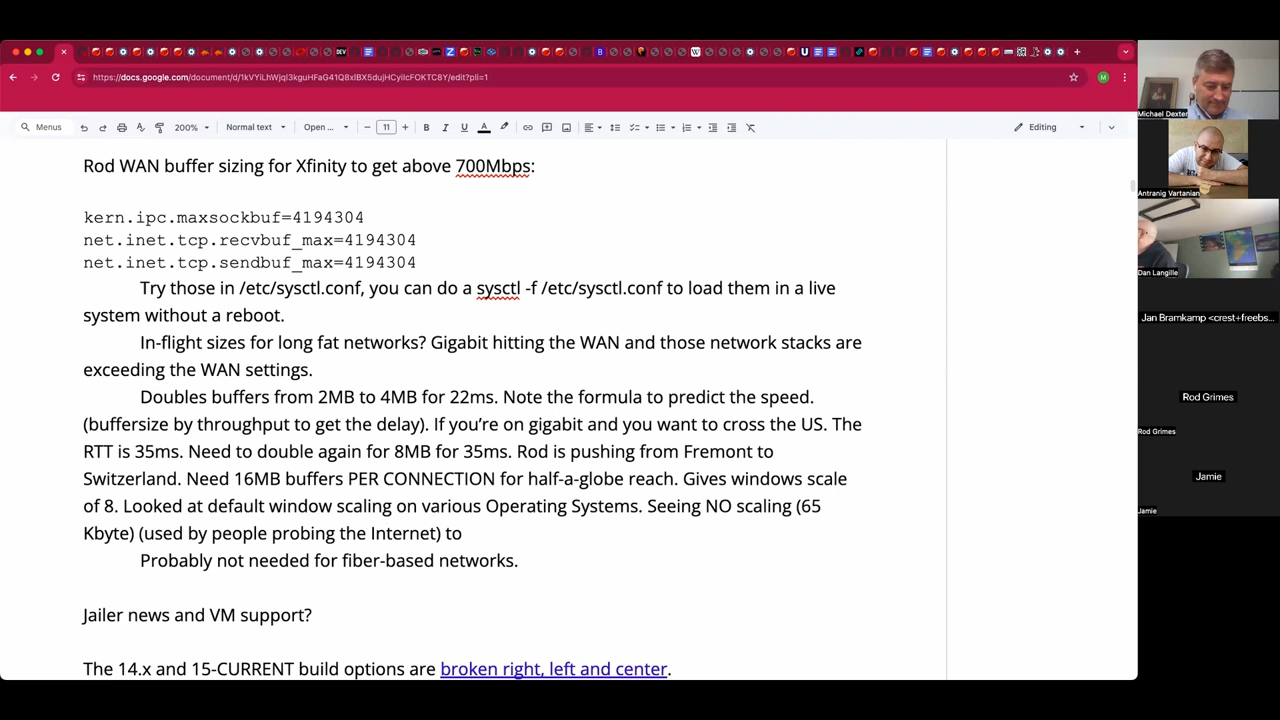 https://docs.google.com/document/d/1kVYiLhWjql3kguHFaG41Q8xlBX5dujHCyilcFOKTC8Y/edit?pli=1
M
Menus
200%
Normal text
Open ...
11
Editing
Rod WAN buffer sizing for Xfinity to get above 700Mbps:
kern.ipc.maxsockbuf=4194304
net.inet.tcp.recvbuf_max=4194304
net.inet.tcp.sendbuf_max=4194304
Try those in /etc/sysctl.conf, you can do a sysctl -f /etc/sysctl.conf to load them in a live
system without a reboot.
In-flight sizes for long fat networks? Gigabit hitting the WAN and those network stacks are
exceeding the WAN settings.
Doubles buffers from 2MB to 4MB for 22ms. Note the formula to predict the speed.
(buffersize by throughput to get the delay). If you’re on gigabit and you want to cross the US. The
RTT is 35ms. Need to double again for 8MB for 35ms. Rod is pushing from Fremont to
Switzerland. Need 16MB buffers PER CONNECTION for half-a-globe reach. Gives windows scale
of 8. Looked at default window scaling on various Operating Systems. Seeing NO scaling (65
Kbyte) (used by people probing the Internet) to
Probably not needed for fiber-based networks.
Jailer news and VM support?
The 14.x and 15-CURRENT build options are broken right, left and center.
Michael Dexter
Antranig Vartanian
Dan Langille
Jan Bramkamp <crest+freebs...
Rod Grimes
Rod Grimes
Jamie
Jamie